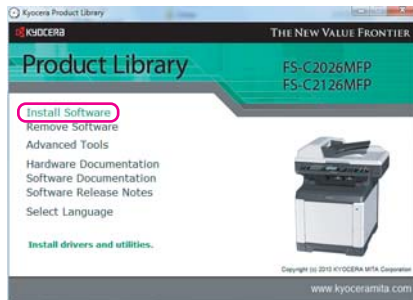 Kyocera Product Library
KYOCERA
THE NEW VALUE FRONTIER
Product Library
FS-C2026MFP
FS-C2126MFP
Install Software
Remove Software
Advanced Tools
Hardware Documentation
Software Documentation
Software Release Notes
Select Language
Install drivers and utilities.
Copyright (c) 2010 KYOCERA MITA Corporation
www.kyoceramita.com